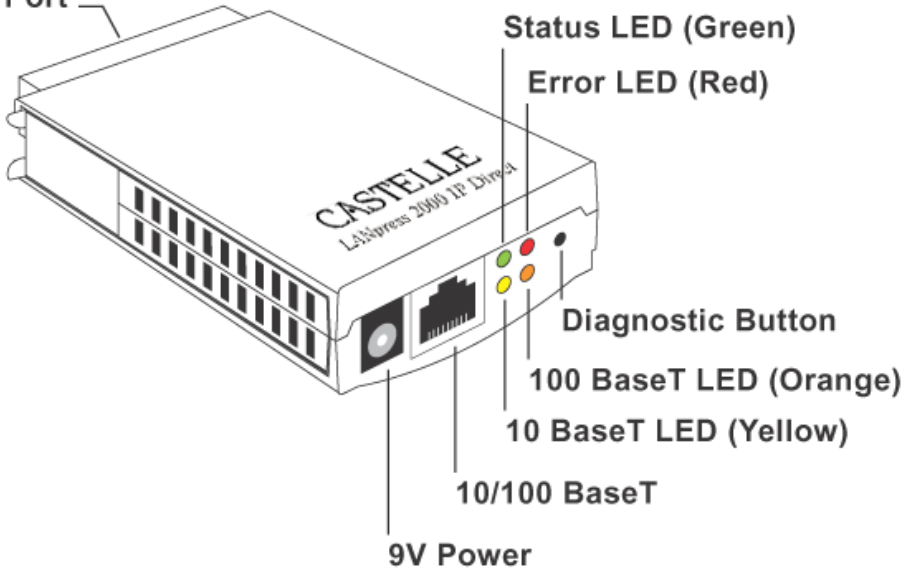 Port
Status LED (Green)
Error LED (Red)
CASTELLE
LANpress 2000 IP Direct
Diagnostic Button
100 BaseT LED (Orange)
10 BaseT LED (Yellow)
10/100 BaseT
9V Power